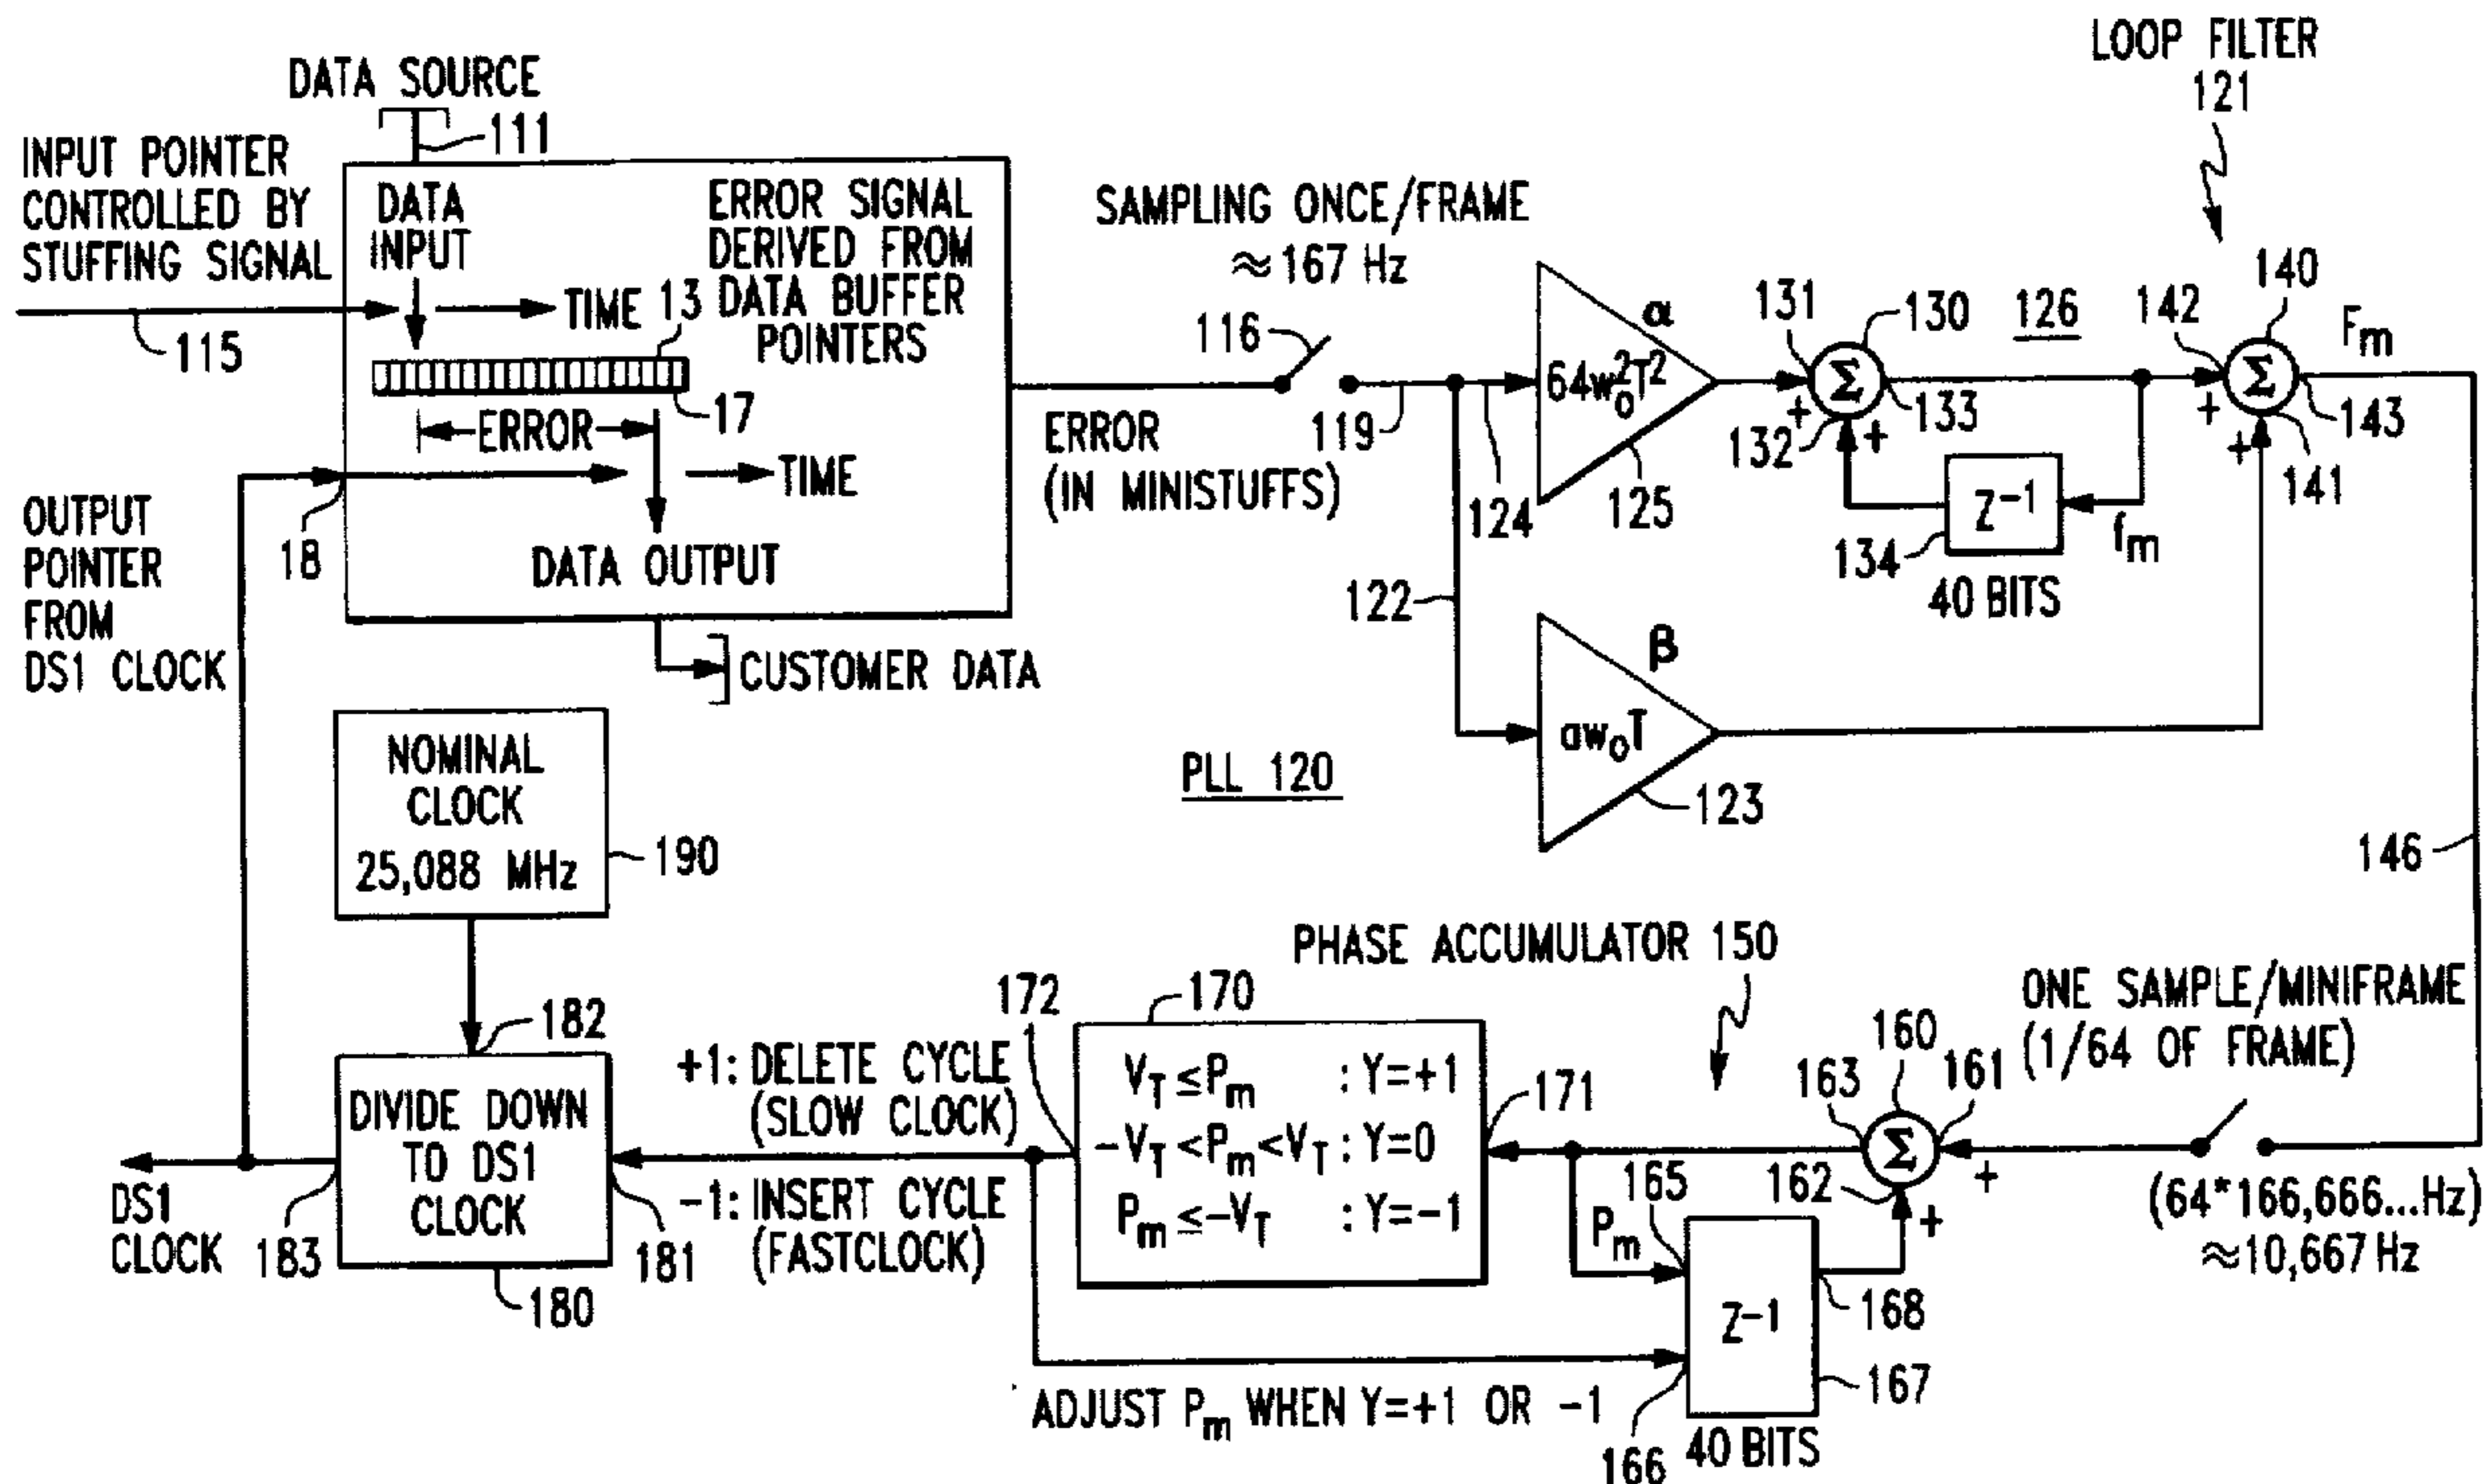 LOOP FILTER
121
DATA SOURCE
111
INPUT POINTER
CONTROLLED BY
STUFFING SIGNAL
115
DATA
INPUT
TIME
13
ERROR SIGNAL
DERIVED FROM
DATA BUFFER
POINTERS
17
ERROR
TIME
DATA OUTPUT
18
OUTPUT
POINTER
FROM
DS1 CLOCK
CUSTOMER DATA
SAMPLING ONCE/FRAME
≈167 Hz
116
ERROR
(IN MINISTUFFS)
119
122
124
α
64w₀²T²
125
β
aw₀T
123
131
130
126
132
133
+
+
Z⁻¹
134
fₘ
40 BITS
142
140
Fₘ
+
+
143
141
146
PLL 120
NOMINAL
CLOCK
25,088 MHz
190
182
DIVIDE DOWN
TO DS1
CLOCK
DS1
CLOCK
183
181
180
+1: DELETE CYCLE
(SLOW CLOCK)
-1: INSERT CYCLE
(FASTCLOCK)
172
170
V_T ≤ Pₘ : Y=+1
-V_T < Pₘ < V_T : Y=0
Pₘ ≤ -V_T : Y=-1
171
PHASE ACCUMULATOR 150
160
163
161
Σ
Σ
Σ
162
+
+
165
Pₘ
Z⁻¹
168
167
166
40 BITS
ADJUST Pₘ WHEN Y=+1 OR -1
ONE SAMPLE/MINIFRAME
(1/64 OF FRAME)
(64*166,666...Hz)
≈10,667 Hz